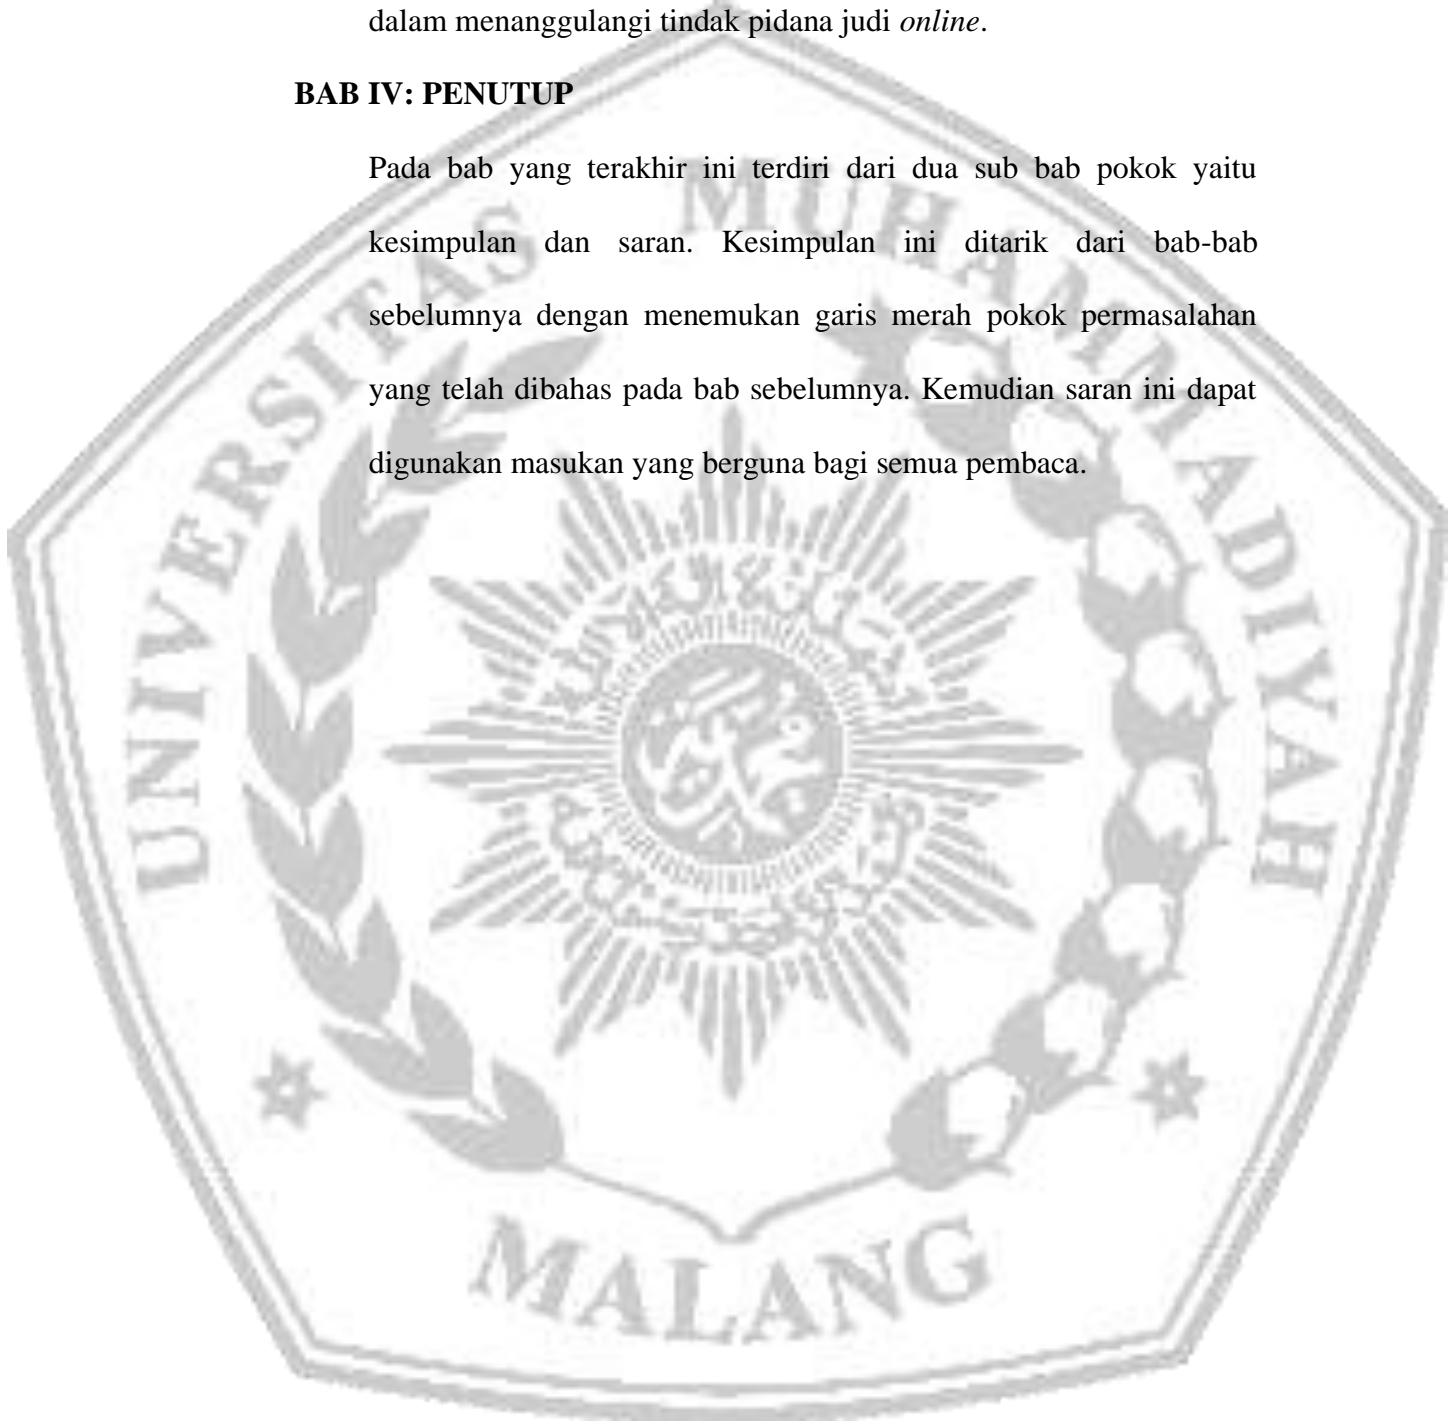 dalam menanggulangi tindak pidana judi online.
BAB IV: PENUTUP
Pada bab yang terakhir ini terdiri dari dua sub bab pokok yaitu
kesimpulan dan saran. Kesimpulan ini ditarik dari bab-bab
sebelumnya dengan menemukan garis merah pokok permasalahan
yang telah dibahas pada bab sebelumnya. Kemudian saran ini dapat
digunakan masukan yang berguna bagi semua pembaca.
UNIVERSITAS MUHAMMADIYAH
MALANG